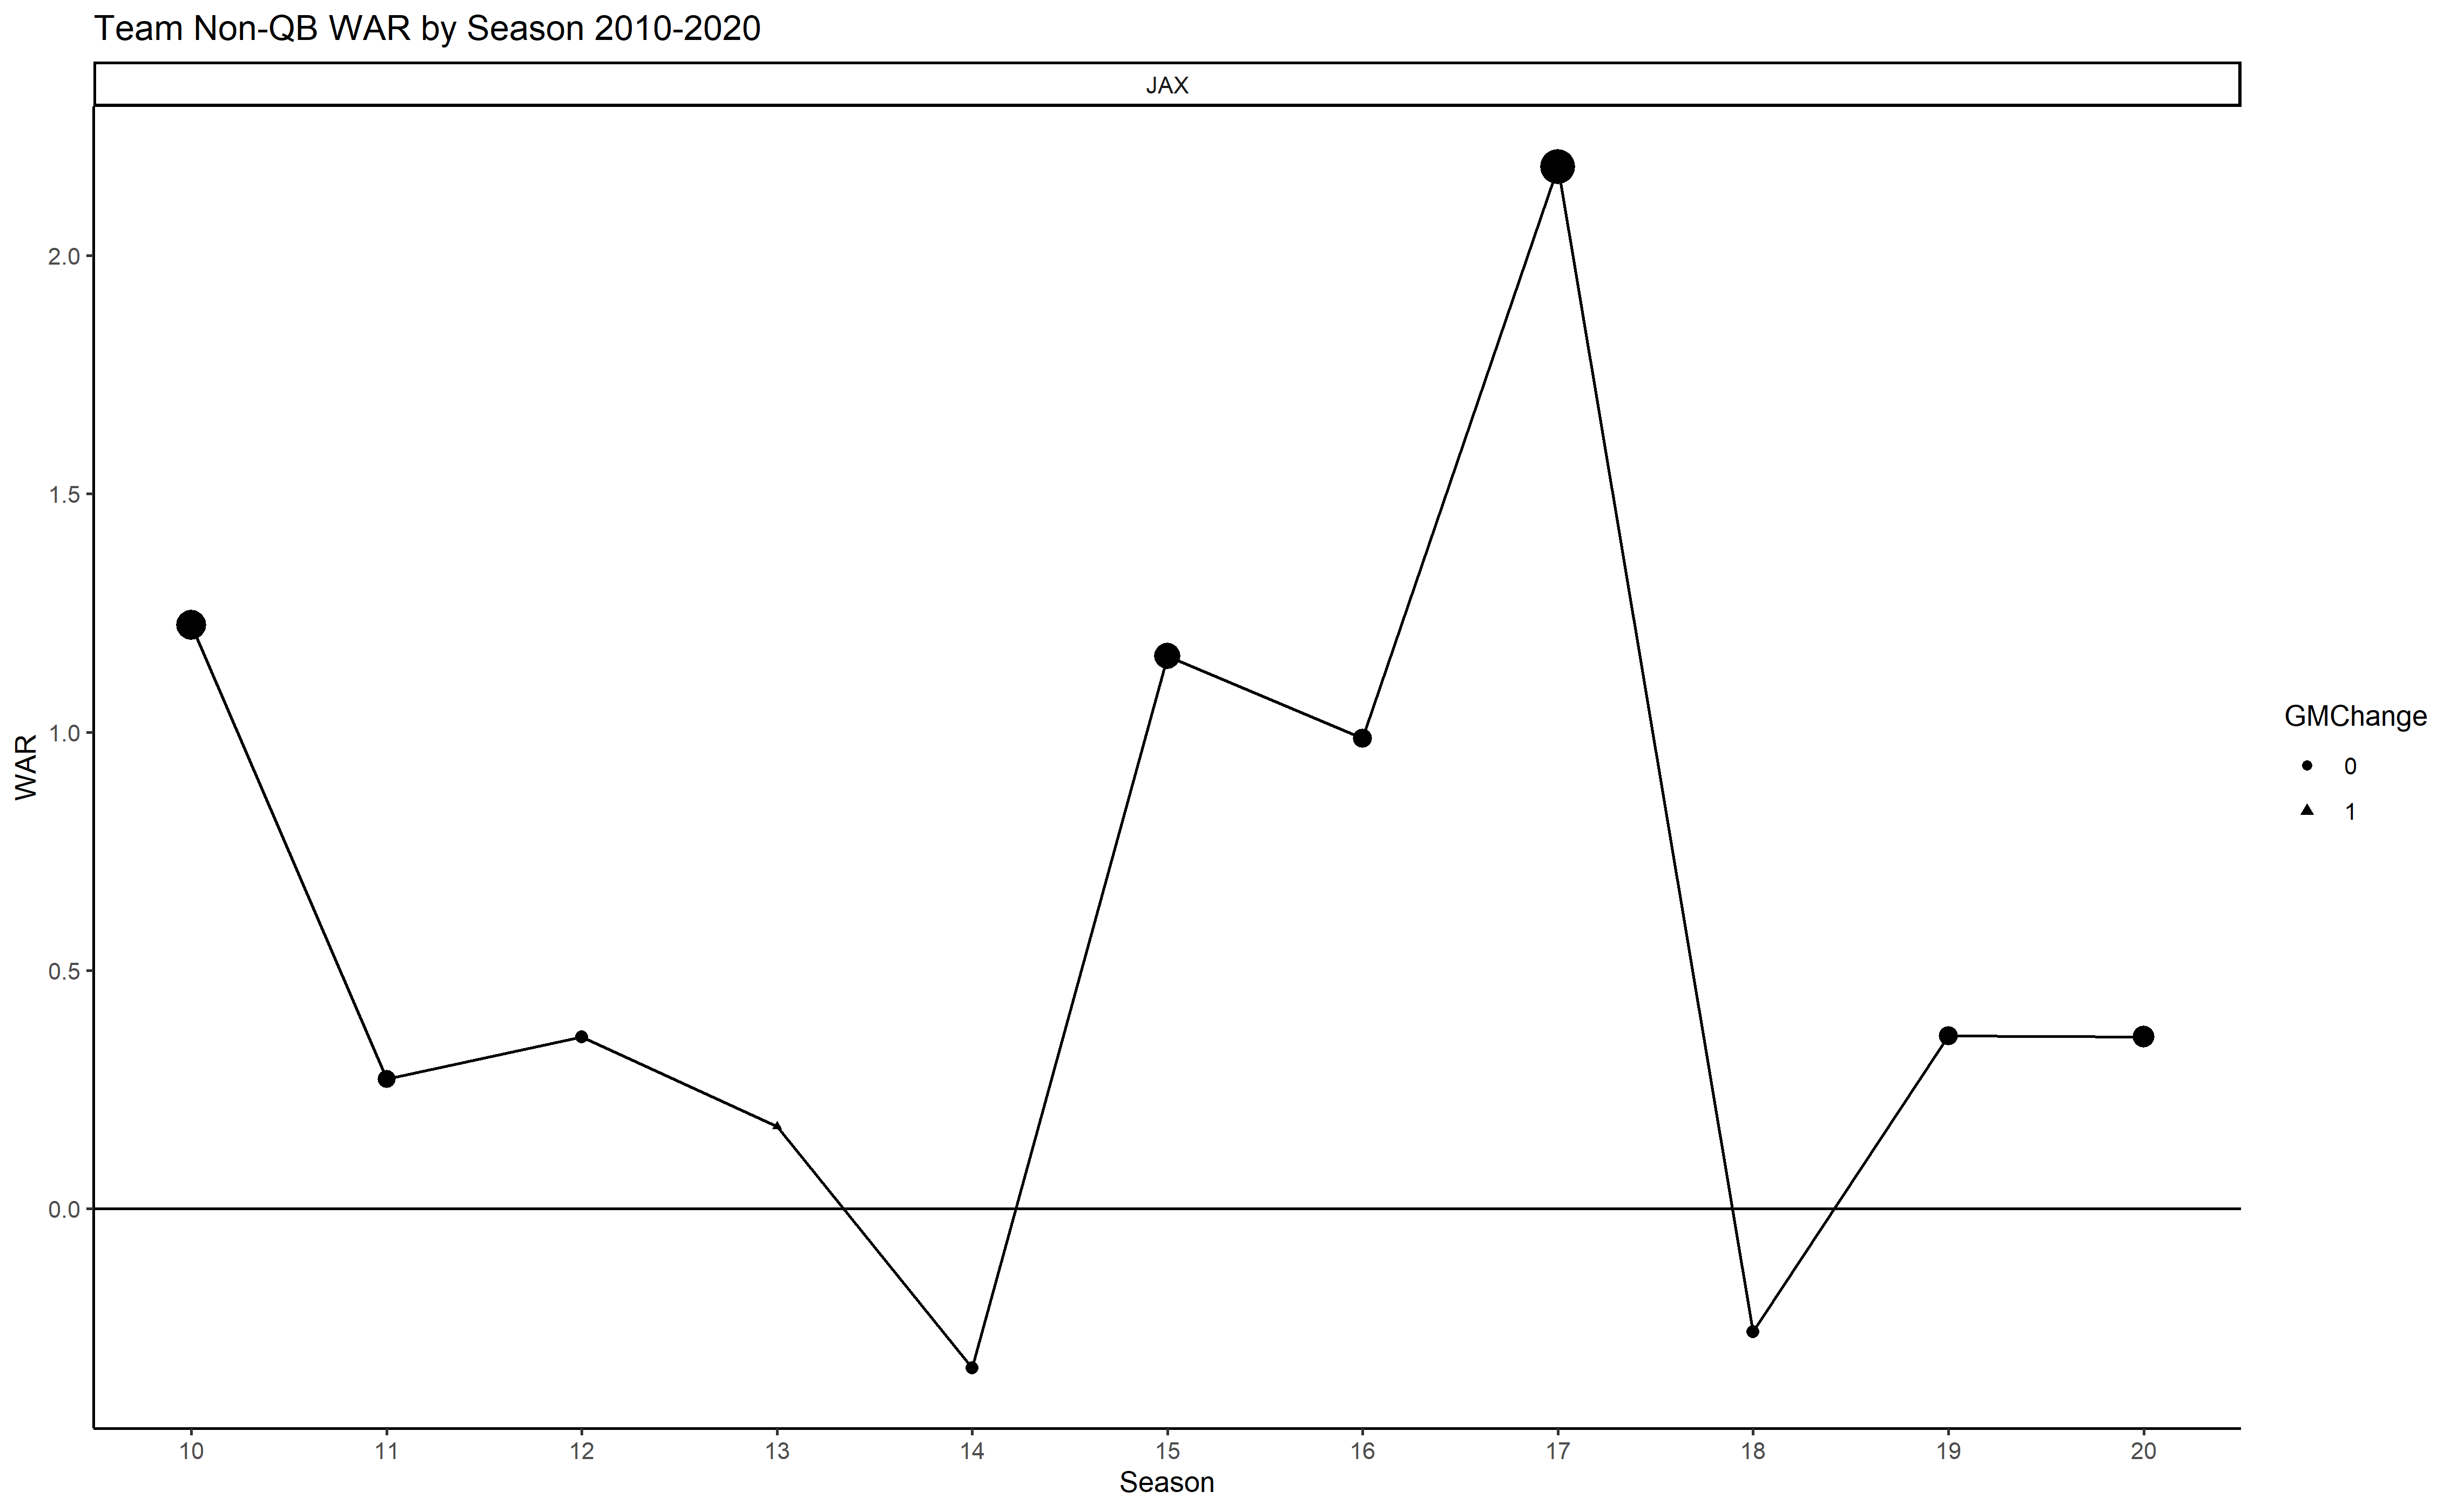 Team Non-QB WAR by Season 2010-2020
JAX
2.0
1.5
1.0
0.5
0.0
WAR
10 11 12 13 14 15 16 17 18 19 20
Season
GMChange
0
1